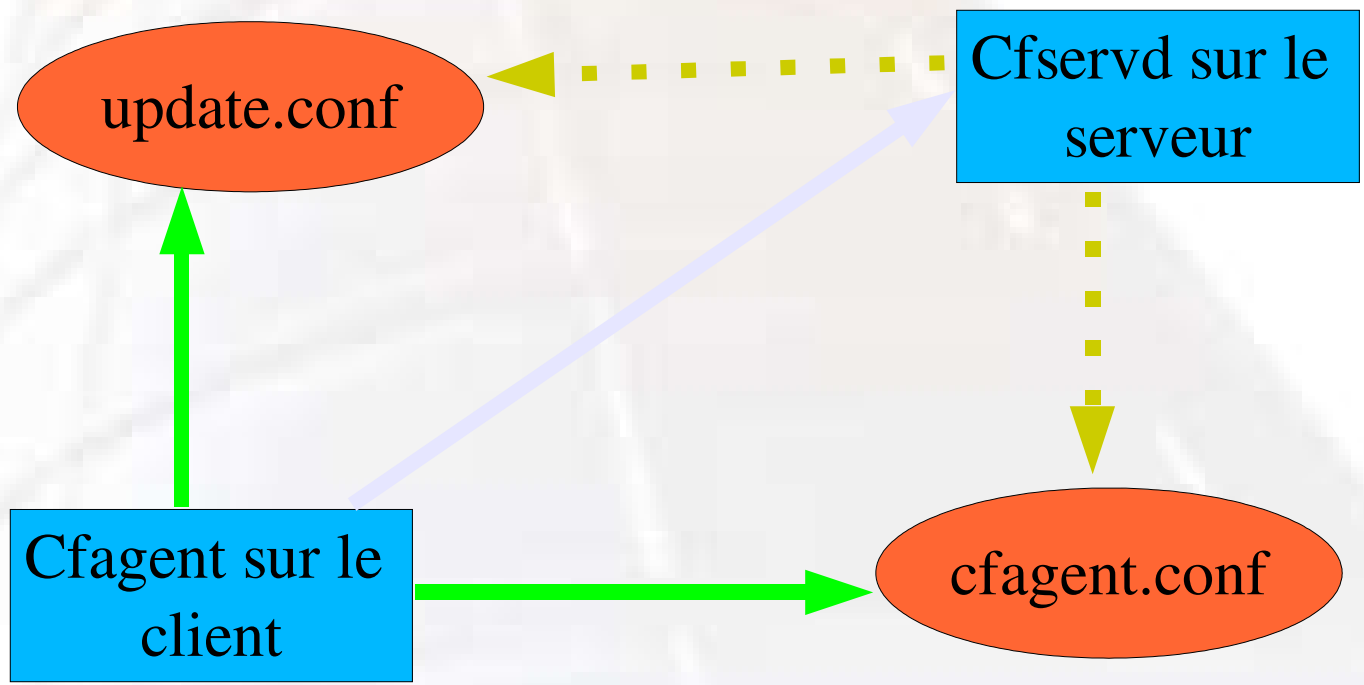 update.conf
Cfservd sur le
serveur
Cfagent sur le
client
cfagent.conf